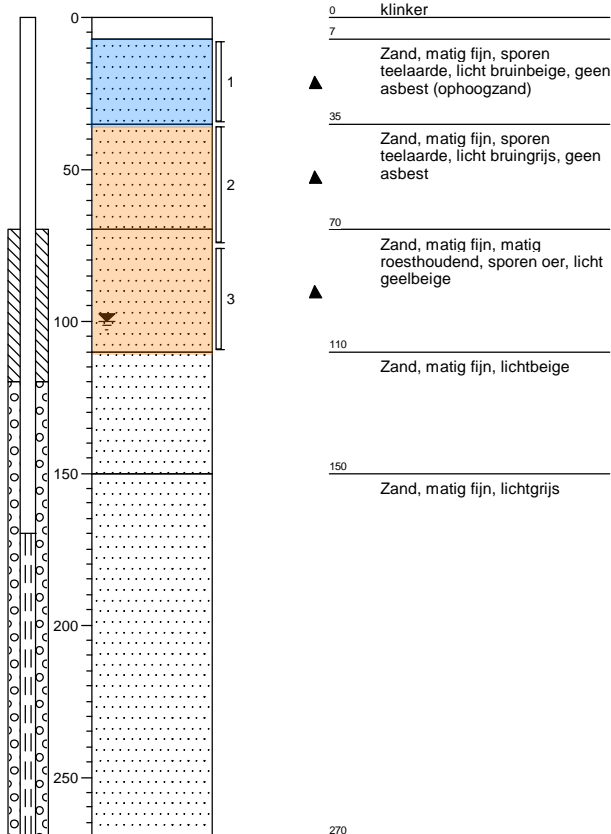 0
50
100
150
200
250
1
2
3
0
klinker
7
Zand, matig fijn, sporen
teelaarde, licht bruinbeige, geen
asbest (ophoogzand)
35
Zand, matig fijn, sporen
teelaarde, licht bruingrijs, geen
asbest
70
Zand, matig fijn, matig
roesthoudend, sporen oer, licht
geelbeige
110
Zand, matig fijn, lichtbeige
150
Zand, matig fijn, lichtgrijs
270